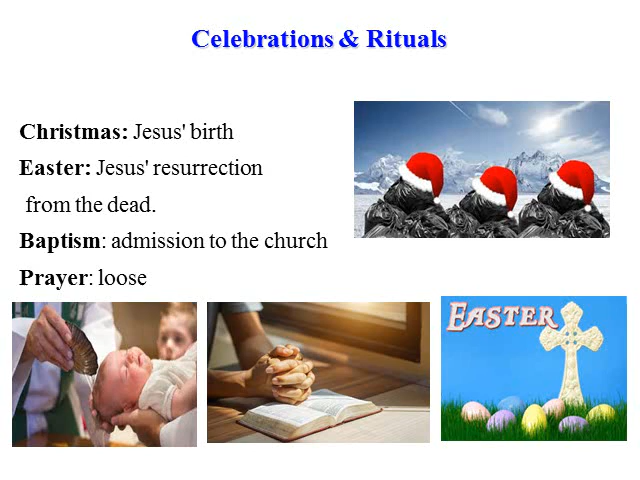 Celebrations & Rituals
Christmas: Jesus' birth
Easter: Jesus' resurrection
from the dead.
Baptism: admission to the church
Prayer: loose
EASTER